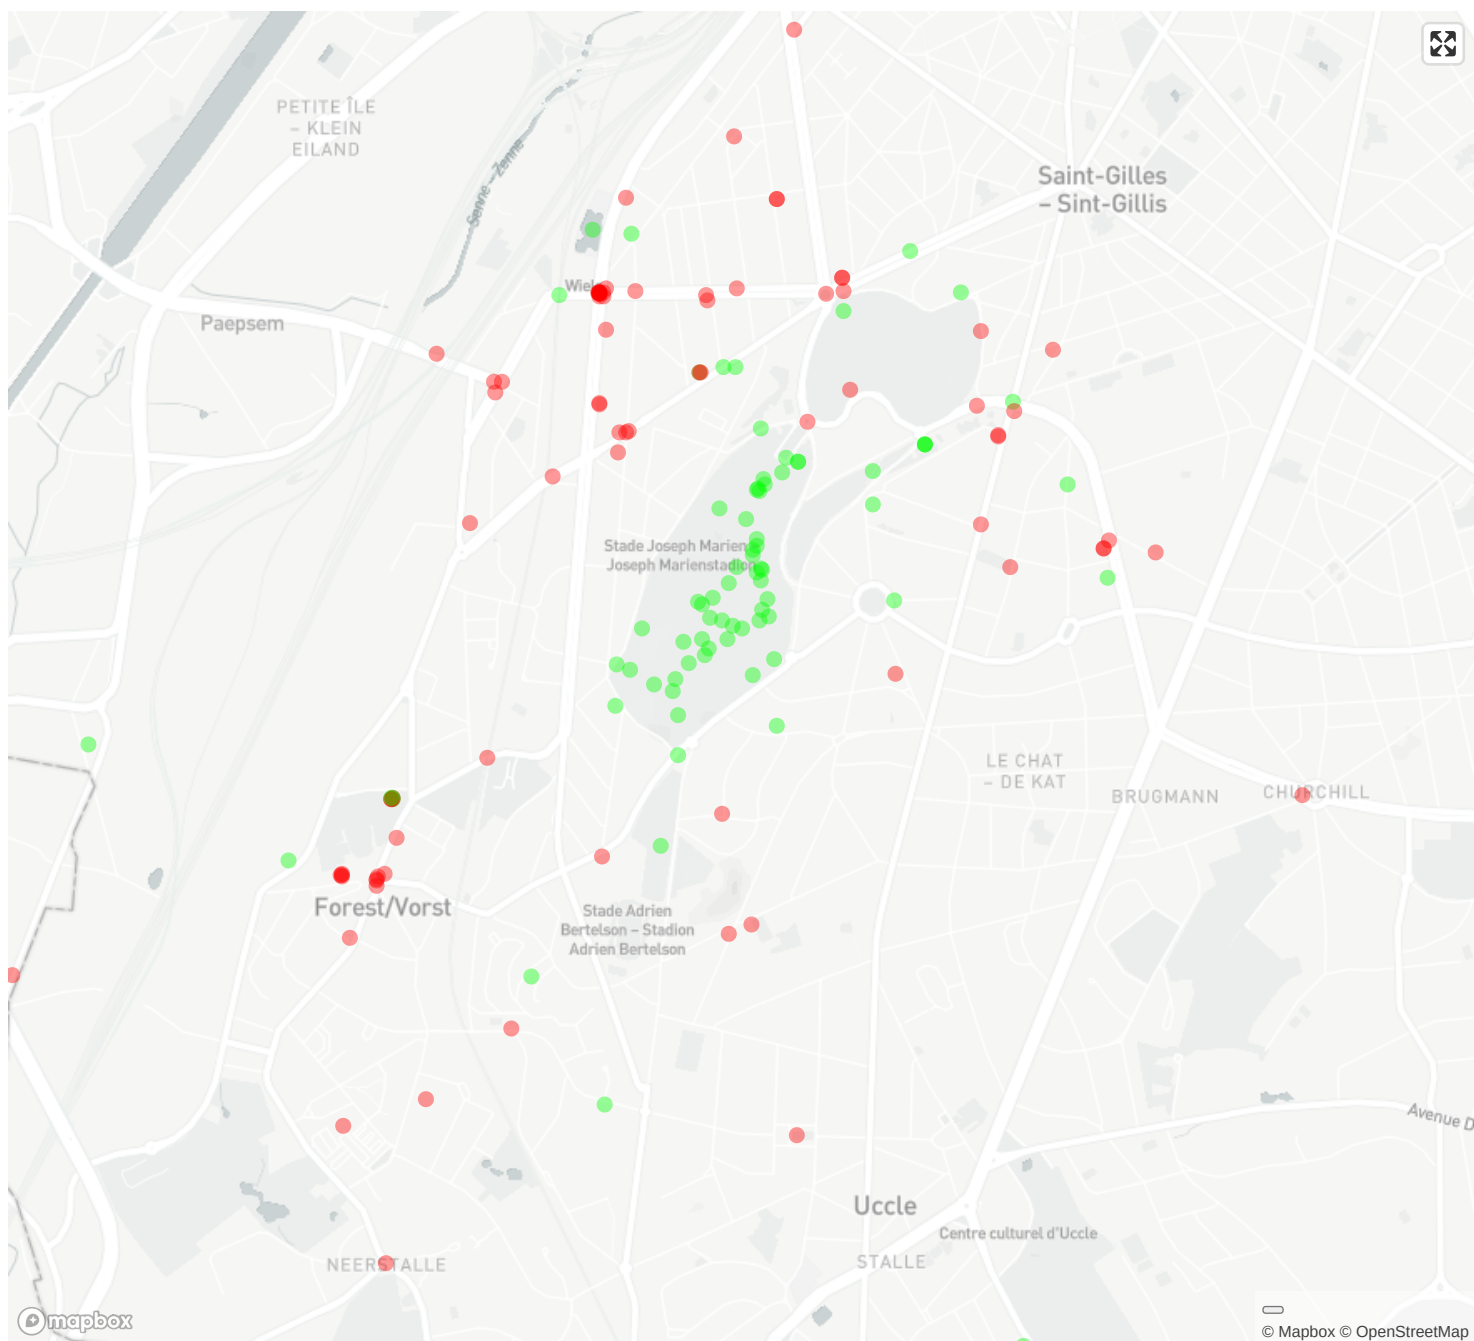 PETITE ÎLE
– KLEIN
EILAND
Senne - Zenne
Saint-Gilles
– Sint-Gillis
Paepsem
Stade Joseph Marien –
Joseph Marienstadion
LE CHAT
– DE KAT
BRUGMANN
CHURCHILL
Forest/Vorst
Stade Adrien
Bertelson – Stadion
Adrien Bertelson
Avenue D
Uccle
Centre culturel d'Uccle
STALLE
NEERSTALLE
mapbox
© Mapbox © OpenStreetMap